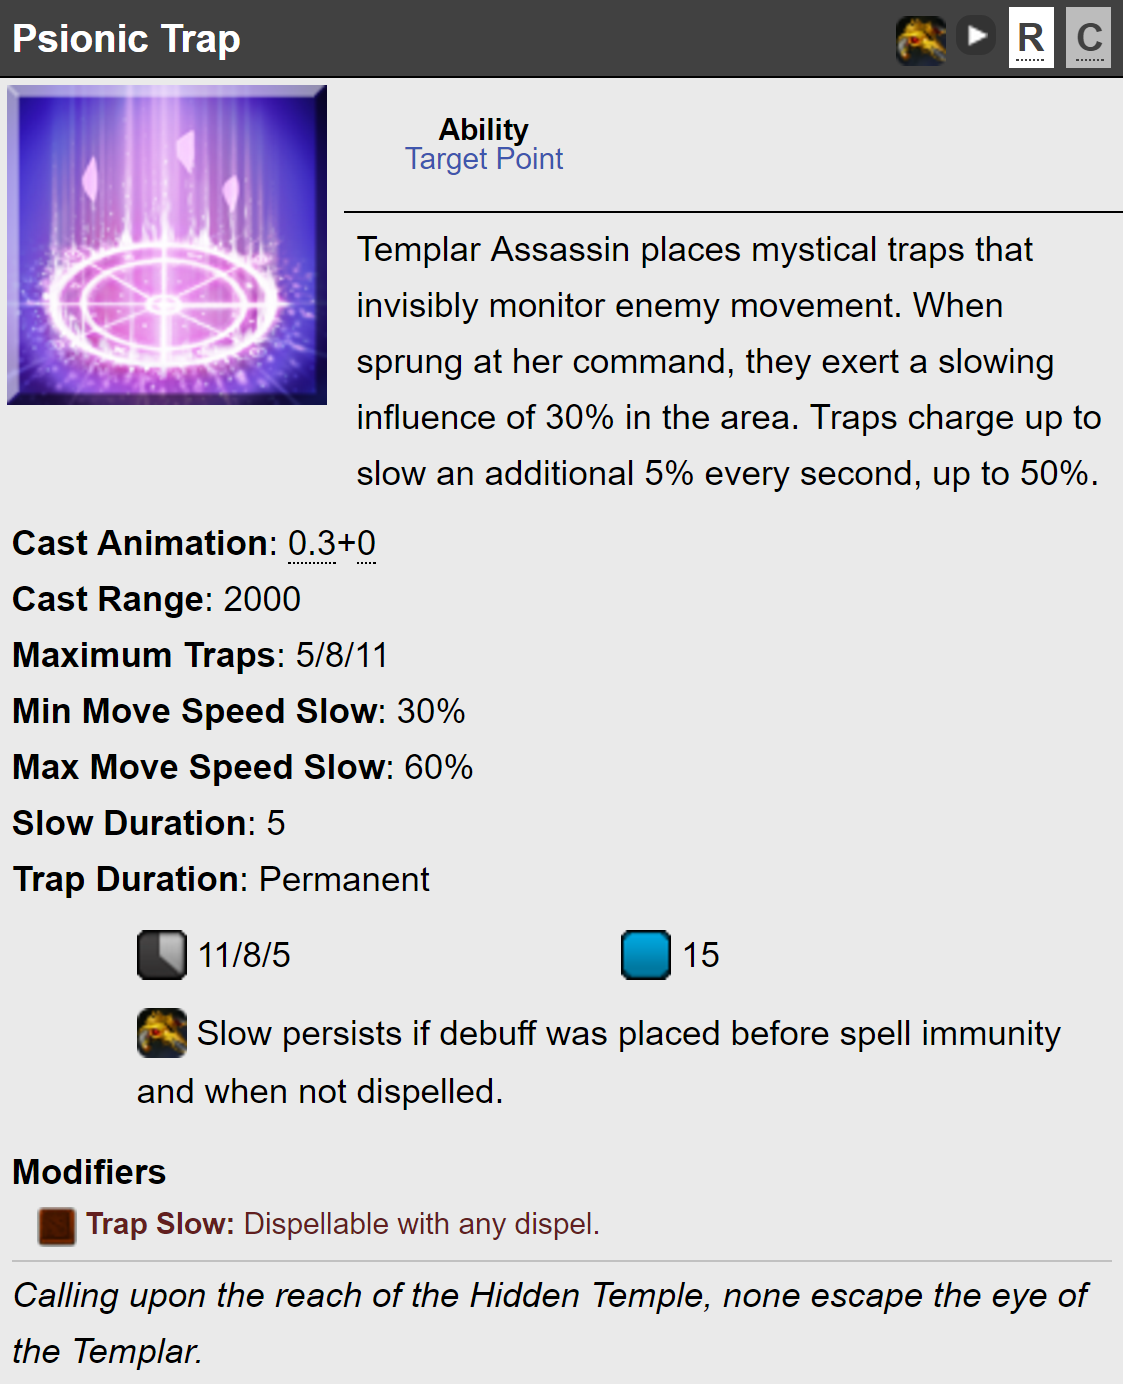 Psionic Trap
R
C
Ability
Target Point
Templar Assassin places mystical traps that
invisibly monitor enemy movement. When
sprung at her command, they exert a slowing
influence of 30% in the area. Traps charge up to
slow an additional 5% every second, up to 50%.
Cast Animation: 0.3+0
Cast Range: 2000
Maximum Traps: 5/8/11
Min Move Speed Slow: 30%
Max Move Speed Slow: 60%
Slow Duration: 5
Trap Duration: Permanent
11/8/5
15
Slow persists if debuff was placed before spell immunity
and when not dispelled.
Modifiers
Trap Slow: Dispellable with any dispel.
Calling upon the reach of the Hidden Temple, none escape the eye of
the Templar.